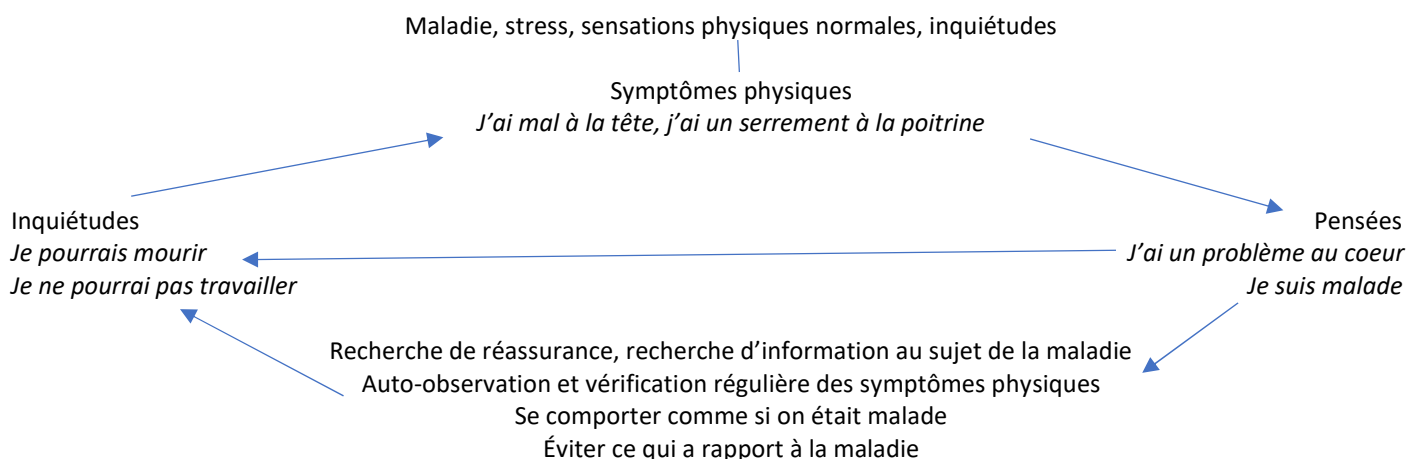 Maladie, stress, sensations physiques normales, inquiétudes
Symptômes physiques
J’ai mal à la tête, j’ai un serrement à la poitrine
Inquiétudes
Je pourrais mourir
Je ne pourrai pas travailler
Pensées
J’ai un problème au coeur
Je suis malade
Recherche de réassurance, recherche d’information au sujet de la maladie
Auto-observation et vérification régulière des symptômes physiques
Se comporter comme si on était malade
Éviter ce qui a rapport à la maladie